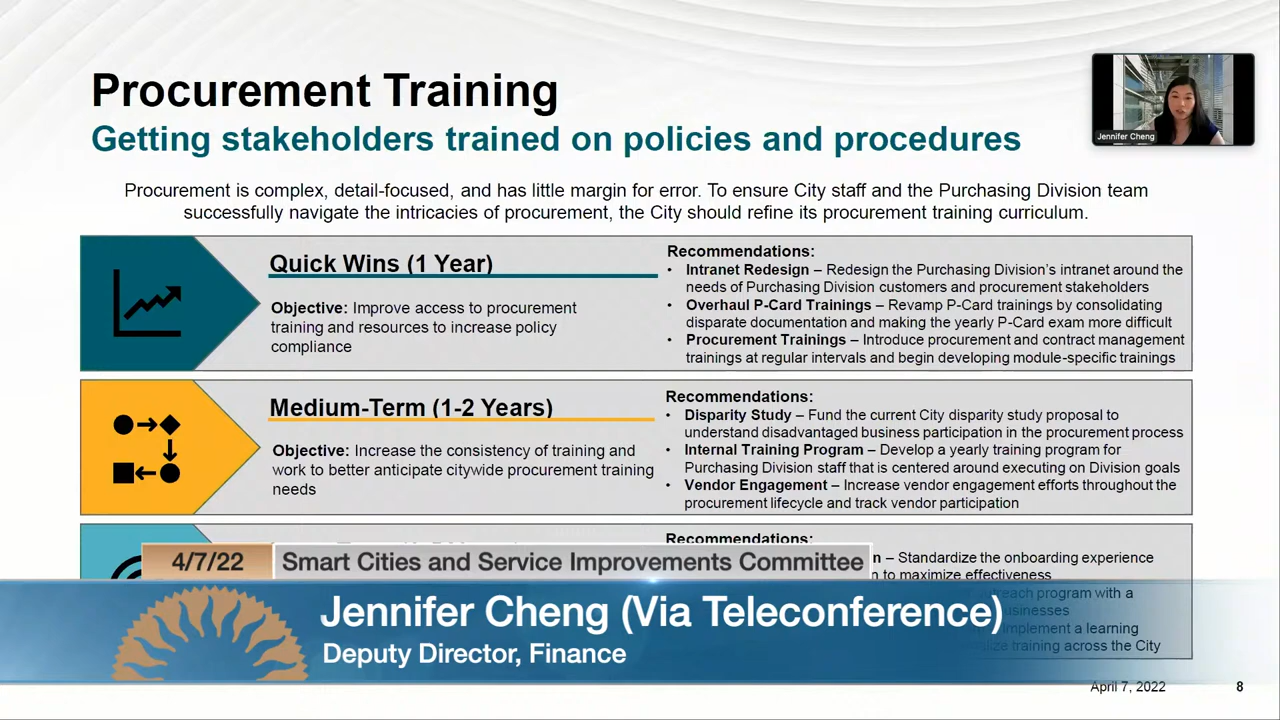 Procurement Training
Getting stakeholders trained on policies and procedures
Jennifer Cheng
Procurement is complex, detail-focused, and has little margin for error. To ensure City staff and the Purchasing Division team
successfully navigate the intricacies of procurement, the City should refine its procurement training curriculum.
Quick Wins (1 Year)
Objective: Improve access to procurement
training and resources to increase policy
compliance
Recommendations:
• Intranet Redesign – Redesign the Purchasing Division's intranet around the
needs of Purchasing Division customers and procurement stakeholders
• Overhaul P-Card Trainings – Revamp P-Card trainings by consolidating
disparate documentation and making the yearly P-Card exam more difficult
• Procurement Trainings – Introduce procurement and contract management
trainings at regular intervals and begin developing module-specific trainings
Medium-Term (1-2 Years)
Objective: Increase the consistency of training and
work to better anticipate citywide procurement training
needs
Recommendations:
• Disparity Study – Fund the current City disparity study proposal to
understand disadvantaged business participation in the procurement process
• Internal Training Program – Develop a yearly training program for
Purchasing Division staff that is centered around executing on Division goals
• Vendor Engagement – Increase vendor engagement efforts throughout the
procurement lifecycle and track vendor participation
Recommendations:
– Standardize the onboarding experience
to maximize effectiveness
program with a
implement a learning
training across the City
4/7/22
Smart Cities and Service Improvements Committee
Jennifer Cheng (Via Teleconference)
Deputy Director, Finance
April 7, 2022
8